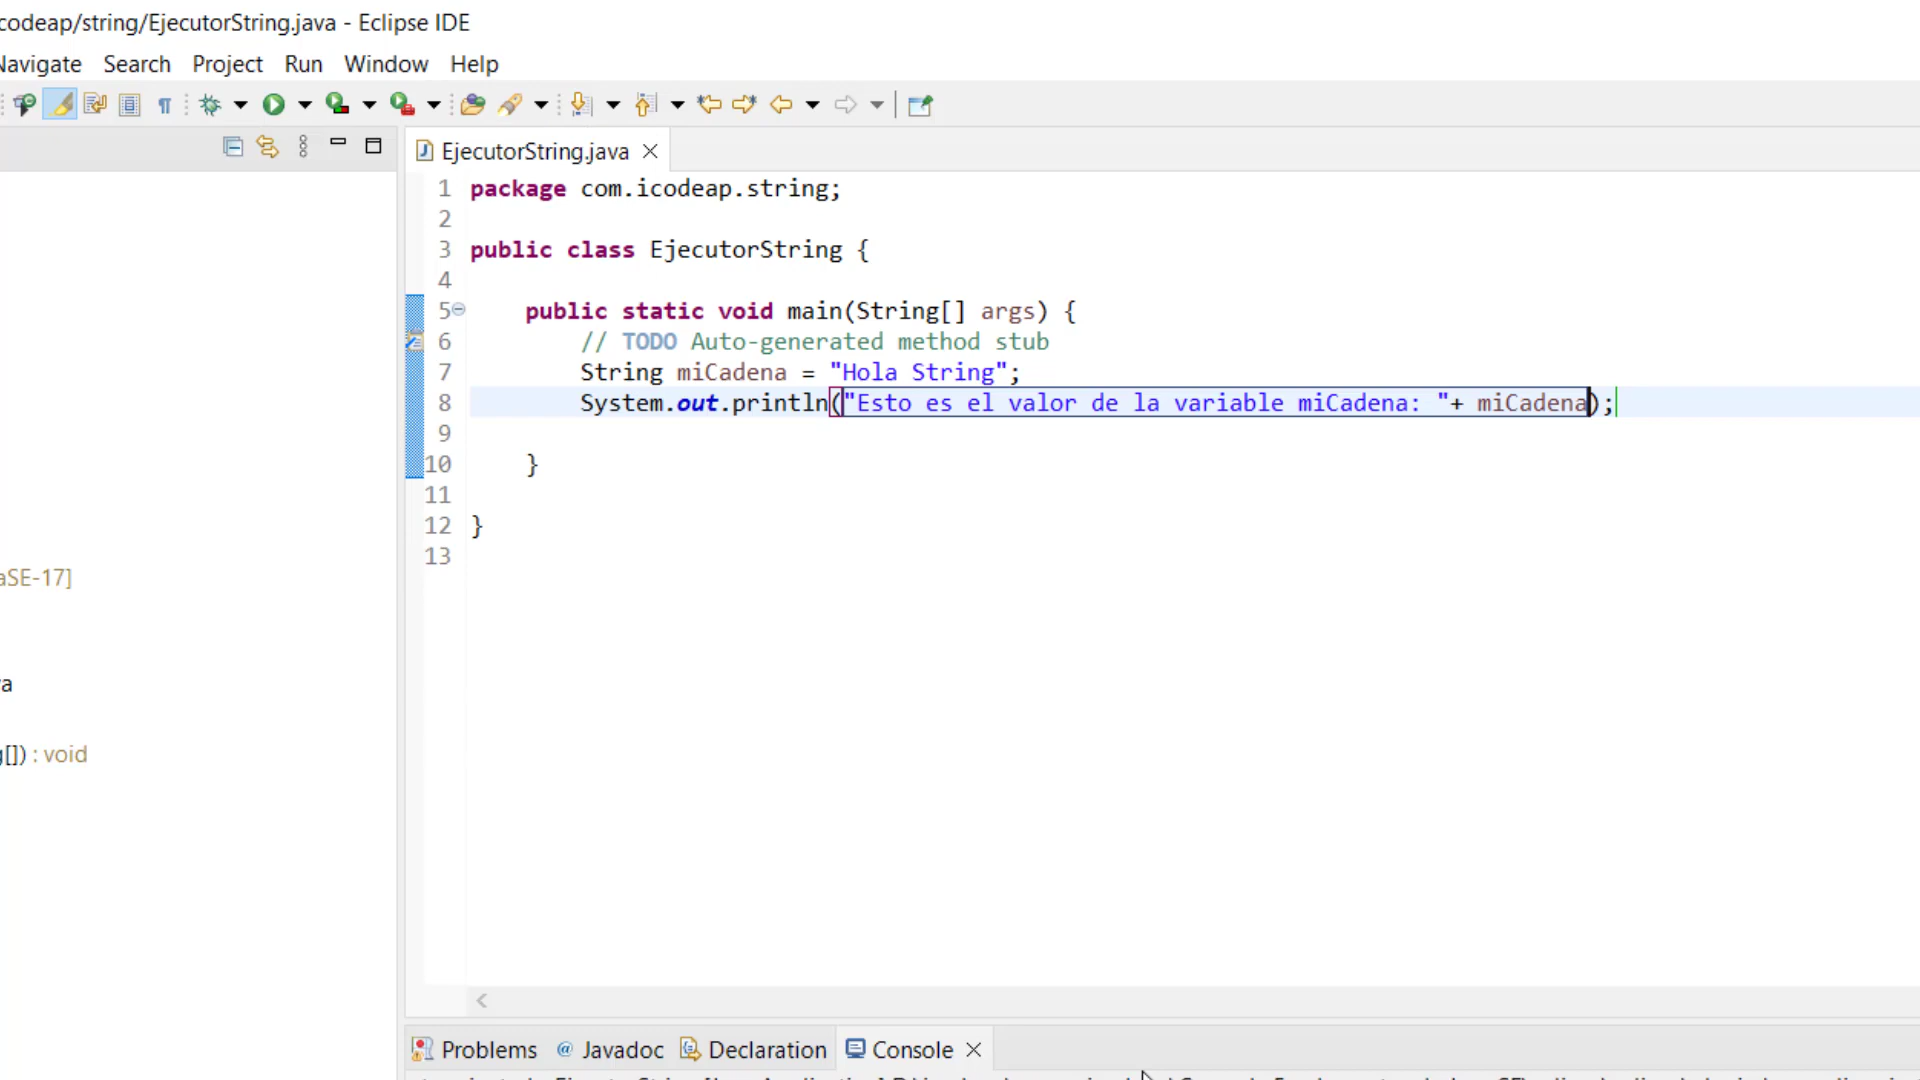 codeap/string/EjecutorString.java - Eclipse IDE
Navigate Search Project Run Window Help
EjecutorString.java
1 package com.icodeap.string;
2
3 public class EjecutorString {
4
5 public static void main(String[] args) {
6 // TODO Auto-generated method stub
7 String miCadena = "Hola String";
8 System.out.println("Esto es el valor de la variable miCadena: "+ miCadena);
9
10 }
11
12 }
13
aSE-17]
va
g[]) : void
Problems @ Javadoc Declaration Console